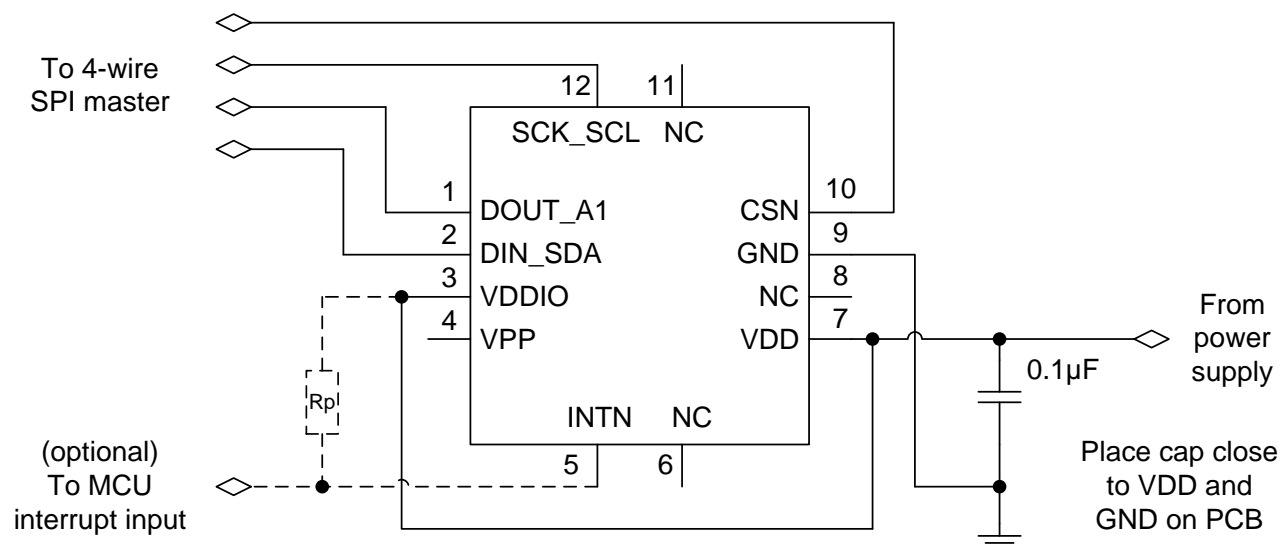 To 4-wire
SPI master
12
11
SCK_SCL
NC
1
DOUT_A1
2
DIN_SDA
3
VDDIO
4
VPP
10
CSN
9
GND
8
NC
7
VDD
INTN
NC
5
6
Rp
(optional)
To MCU
interrupt input
From
power
supply
0.1µF
Place cap close
to VDD and
GND on PCB